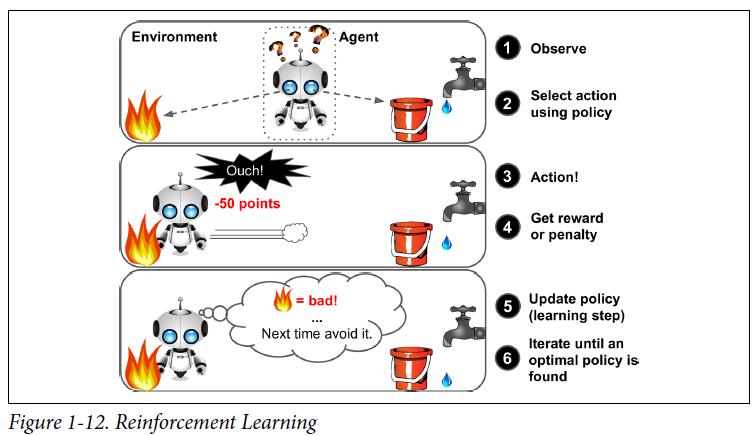 Environment
Agent
? ? ?
1 Observe
2 Select action
using policy
Ouch!
-50 points
3 Action!
4 Get reward
or penalty
= bad!
...
Next time avoid it.
5 Update policy
(learning step)
6 Iterate until an
optimal policy is
found
Figure 1-12. Reinforcement Learning